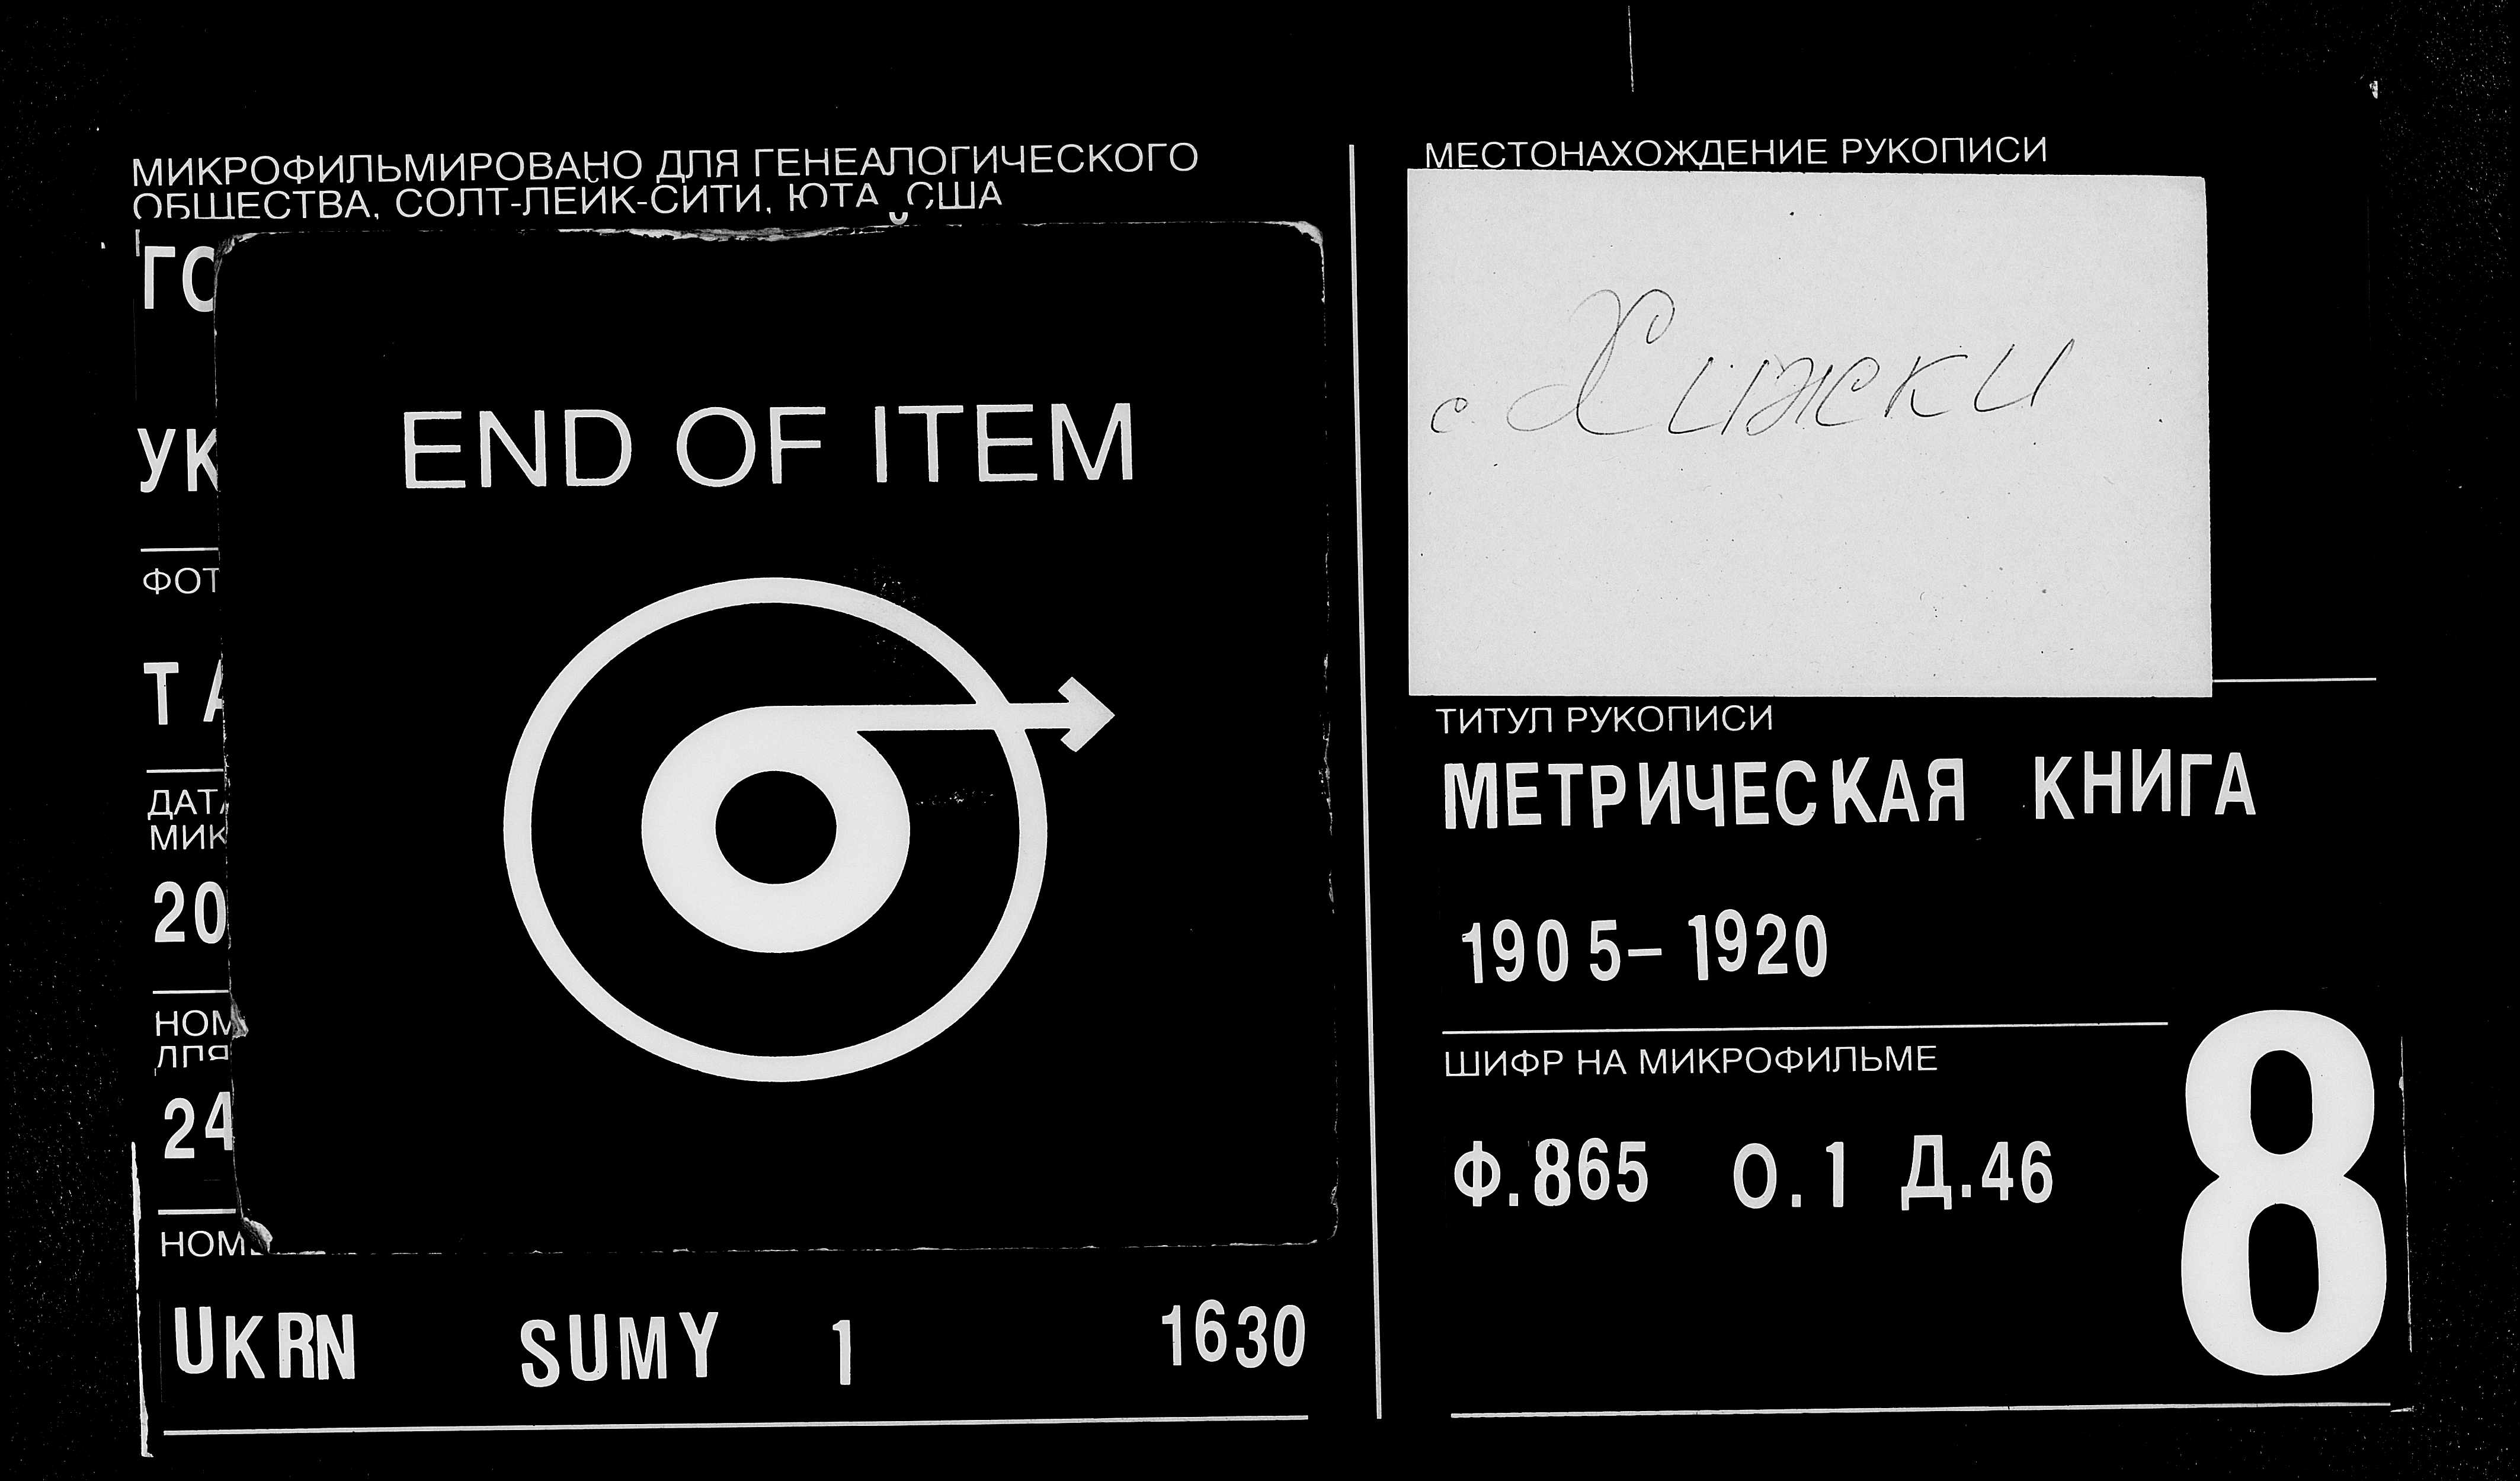 МИКРОФИЛЬМИРОВАНО ДЛЯ ГЕНЕАЛОГИЧЕСКОГО
ОБЩЕСТВА, СОЛТ-ЛЕЙК-СИТИ, ЮТА, США
END OF ITEM
UKRN SUMY 1 1630
МЕСТОНАХОЖДЕНИЕ РУКОПИСИ
с. Хижки
ТИТУЛ РУКОПИСИ
МЕТРИЧЕСКАЯ КНИГА
1905–1920
ШИФР НА МИКРОФИЛЬМЕ
Ф.865 О.1 Д.46
8